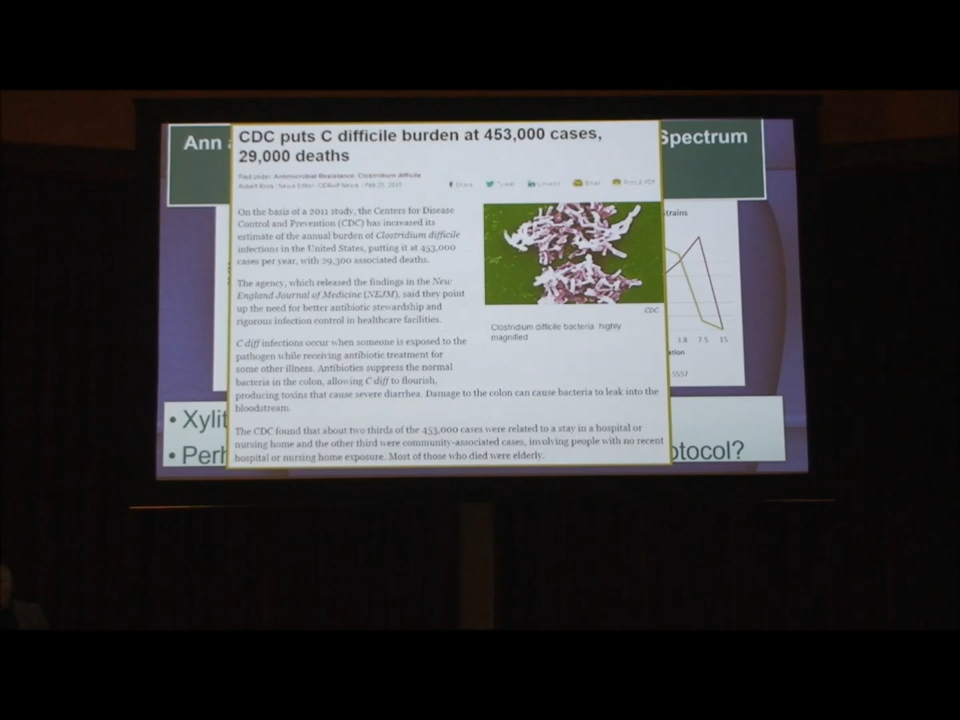 Ann
Spectrum
CDC puts C difficile burden at 453,000 cases,
29,000 deaths
Filed Under: Antimicrobial Resistance, Clostridium difficile
Robert Roos | News Editor | CIDRAP News | Feb 25, 2015
Share Tweet LinkedIn Email Print & PDF
On the basis of a 2011 study, the Centers for Disease
Control and Prevention (CDC) has increased its
estimate of the annual burden of Clostridium difficile
infections in the United States, putting it at 453,000
cases per year, with 29,300 associated deaths.
The agency, which released the findings in the New
England Journal of Medicine (NEJM), said they point
up the need for better antibiotic stewardship and
rigorous infection control in healthcare facilities.
CDC
Clostridium difficile bacteria highly
magnified
C diff infections occur when someone is exposed to the
pathogen while receiving antibiotic treatment for
some other illness. Antibiotics suppress the normal
bacteria in the colon, allowing C diff to flourish,
producing toxins that cause severe diarrhea. Damage to the colon can cause bacteria to leak into the
bloodstream.
The CDC found that about two thirds of the 453,000 cases were related to a stay in a hospital or
nursing home and the other third were community-associated cases, involving people with no recent
hospital or nursing home exposure. Most of those who died were elderly.
trains
3.8 7.5 15
ation
5557
• Xylit
• Perh
otocol?